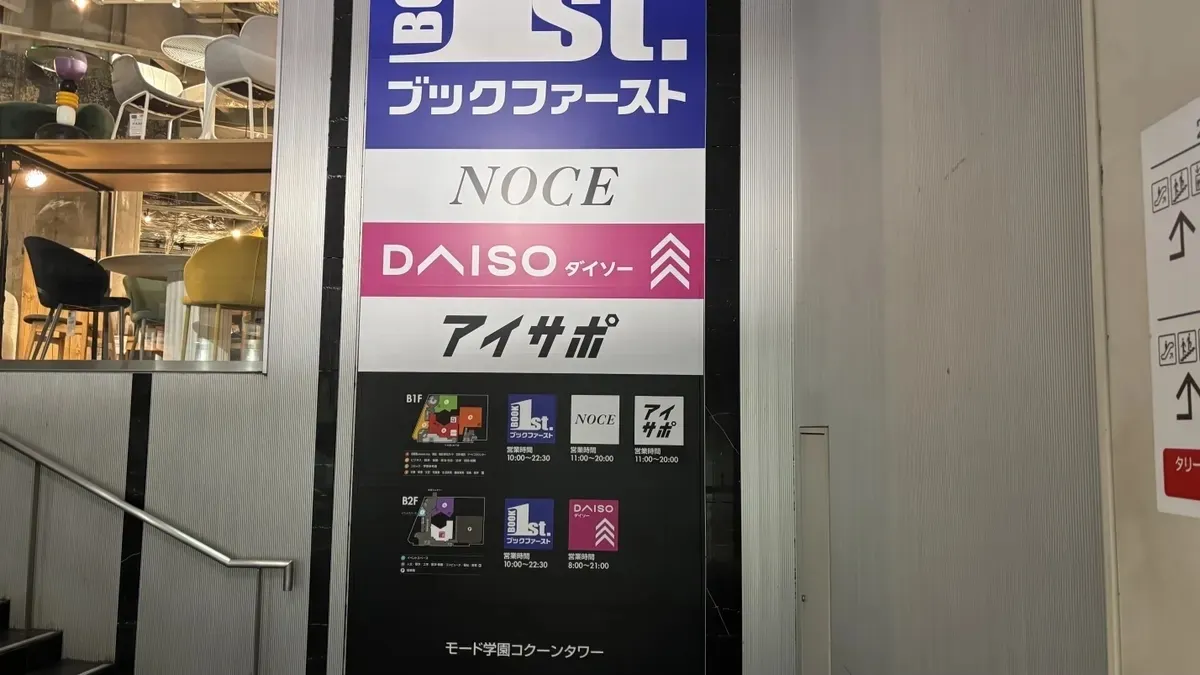 BOOK 1st.
ブックファースト
NOCE
DAISO ダイソー
アイサポ
B1F
BOOK 1st.
ブックファースト
営業時間
10:00〜22:30
NOCE
営業時間
11:00〜20:00
アイサポ
営業時間
11:00〜20:00
B2F
BOOK 1st.
ブックファースト
営業時間
10:00〜22:30
DAISO
ダイソー
営業時間
8:00〜21:00
モード学園コクーンタワー
タリー